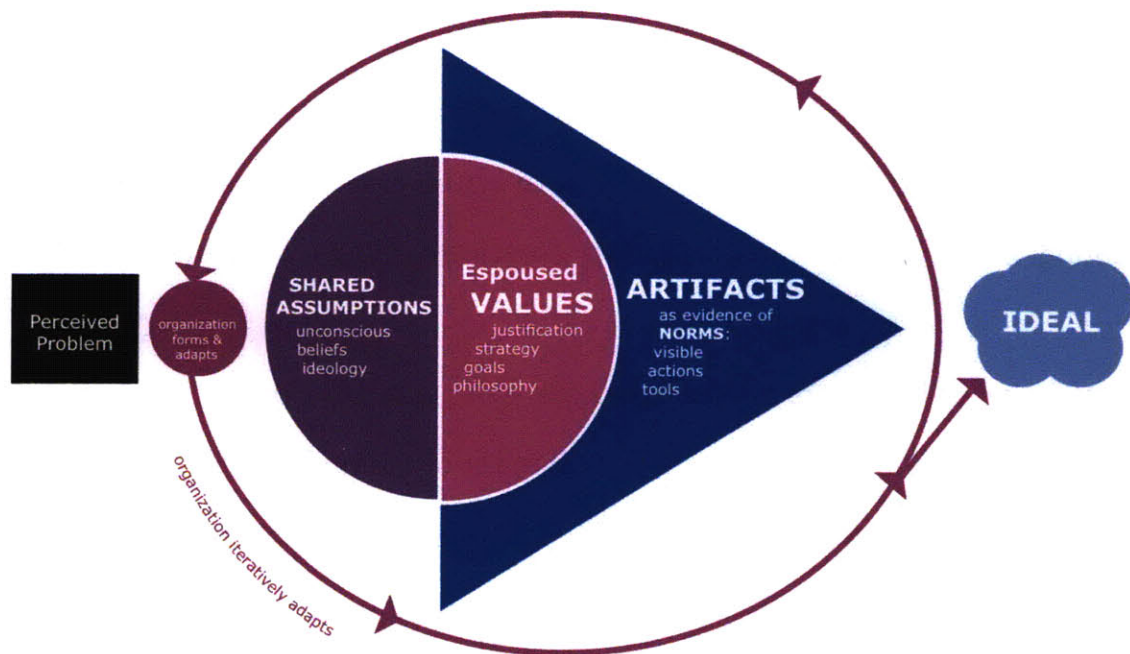 Perceived
Problem
organization
forms &
adapts
SHARED
ASSUMPTIONS
unconscious
beliefs
ideology
Espoused
VALUES
justification
strategy
goals
philosophy
ARTIFACTS
as evidence of
NORMS:
visible
actions
tools
IDEAL
organization iteratively adapts